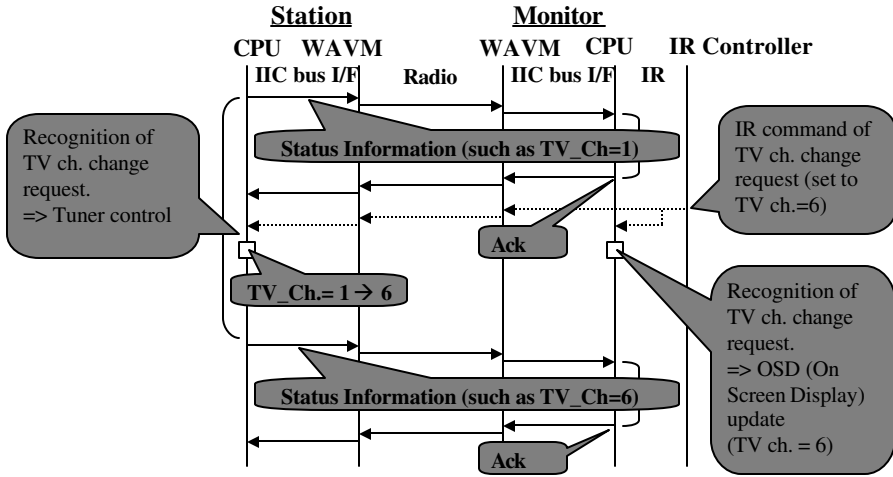 Station Monitor
CPU WAVM WAVM CPU IR Controller
IIC bus I/F Radio IIC bus I/F IR
Recognition of
TV ch. change
request.
=> Tuner control
Status Information (such as TV_Ch=1)
IR command of
TV ch. change
request (set to
TV ch.=6)
Ack
TV_Ch.= 1 → 6
Recognition of
TV ch. change
request.
=> OSD (On
Screen Display)
update
(TV ch. = 6)
Status Information (such as TV_Ch=6)
Ack